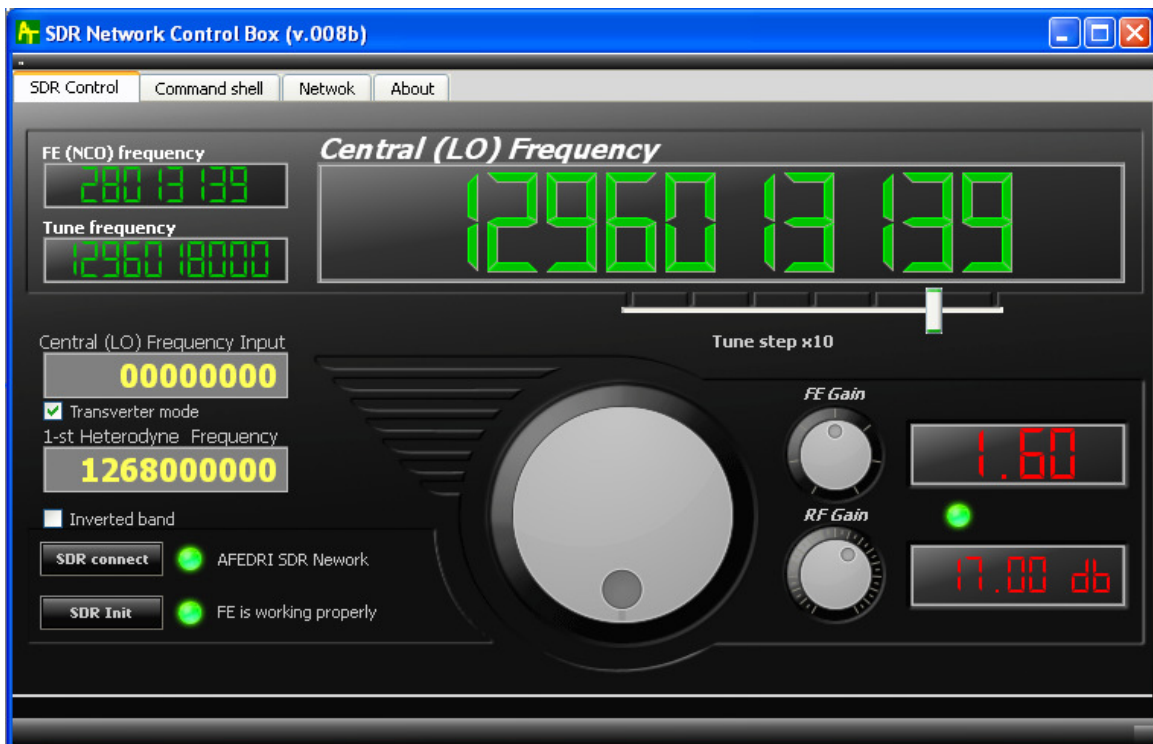 SDR Network Control Box (v.008b)
SDR Control Command shell Netwok About
FE (NCO) frequency
28013139
Tune frequency
1296018000
Central (LO) Frequency
1296013139
Tune step x10
Central (LO) Frequency Input
00000000
Transverter mode
1-st Heterodyne Frequency
1268000000
Inverted band
SDR connect AFEDRI SDR Nework
SDR Init FE is working properly
FE Gain
1.60
RF Gain
17.00 db